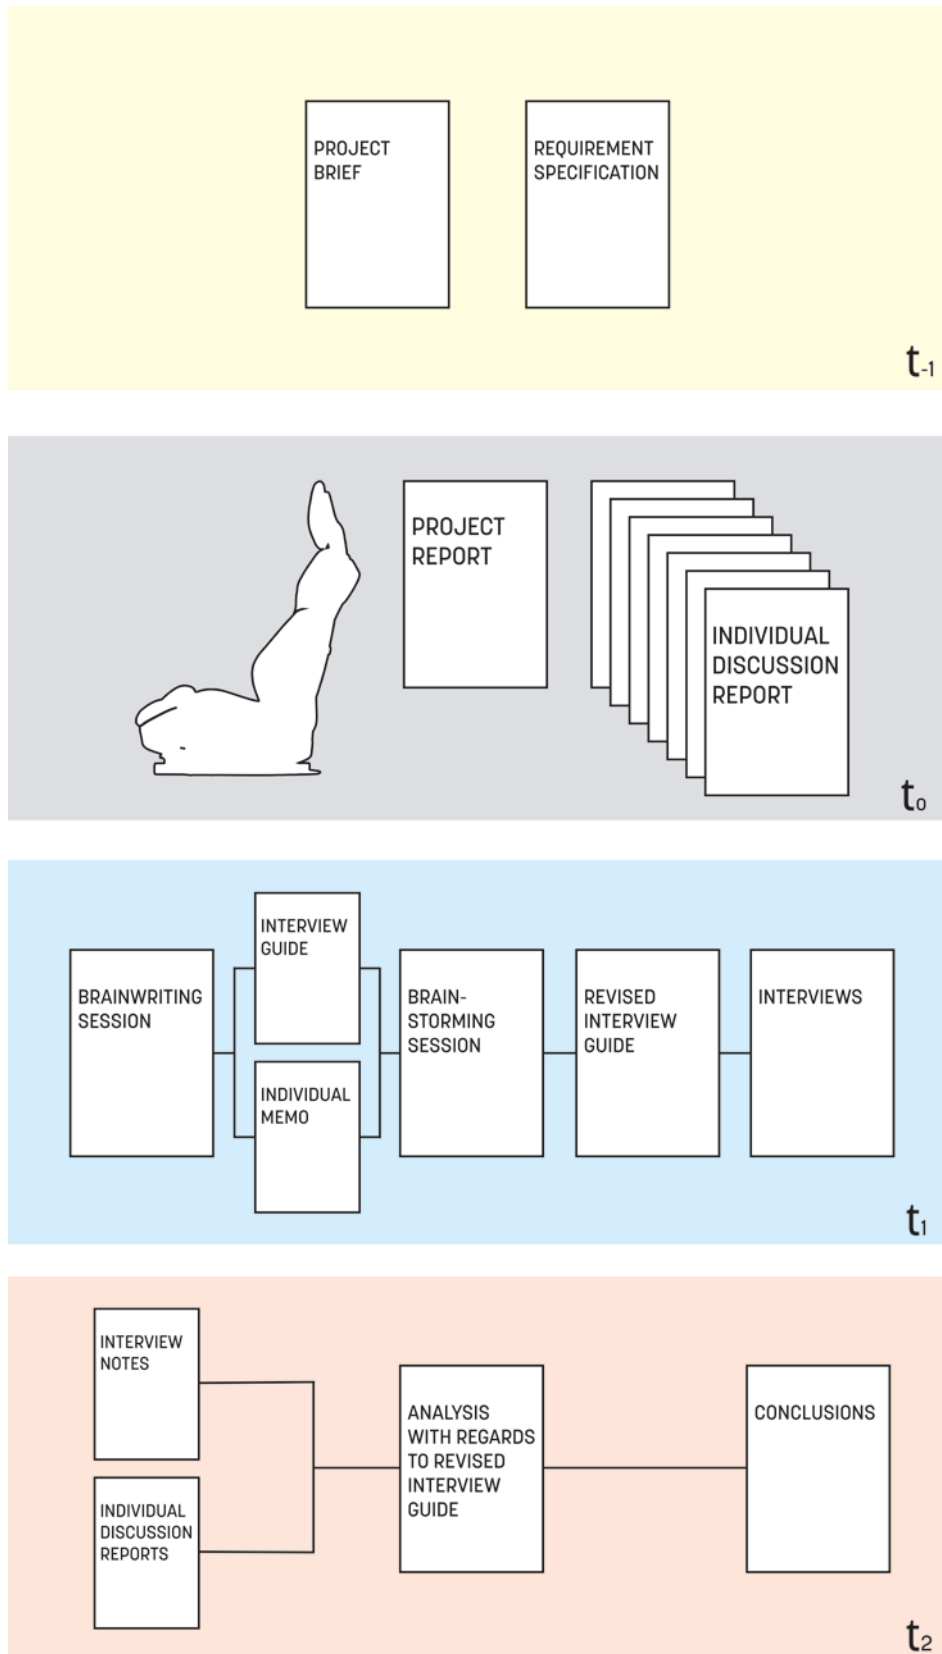 PROJECT
BRIEF
REQUIREMENT
SPECIFICATION
t-1
PROJECT
REPORT
INDIVIDUAL
DISCUSSION
REPORT
t0
BRAINWRITING
SESSION
INTERVIEW
GUIDE
INDIVIDUAL
MEMO
BRAIN-
STORMING
SESSION
REVISED
INTERVIEW
GUIDE
INTERVIEWS
t1
INTERVIEW
NOTES
INDIVIDUAL
DISCUSSION
REPORTS
ANALYSIS
WITH REGARDS
TO REVISED
INTERVIEW
GUIDE
CONCLUSIONS
t2